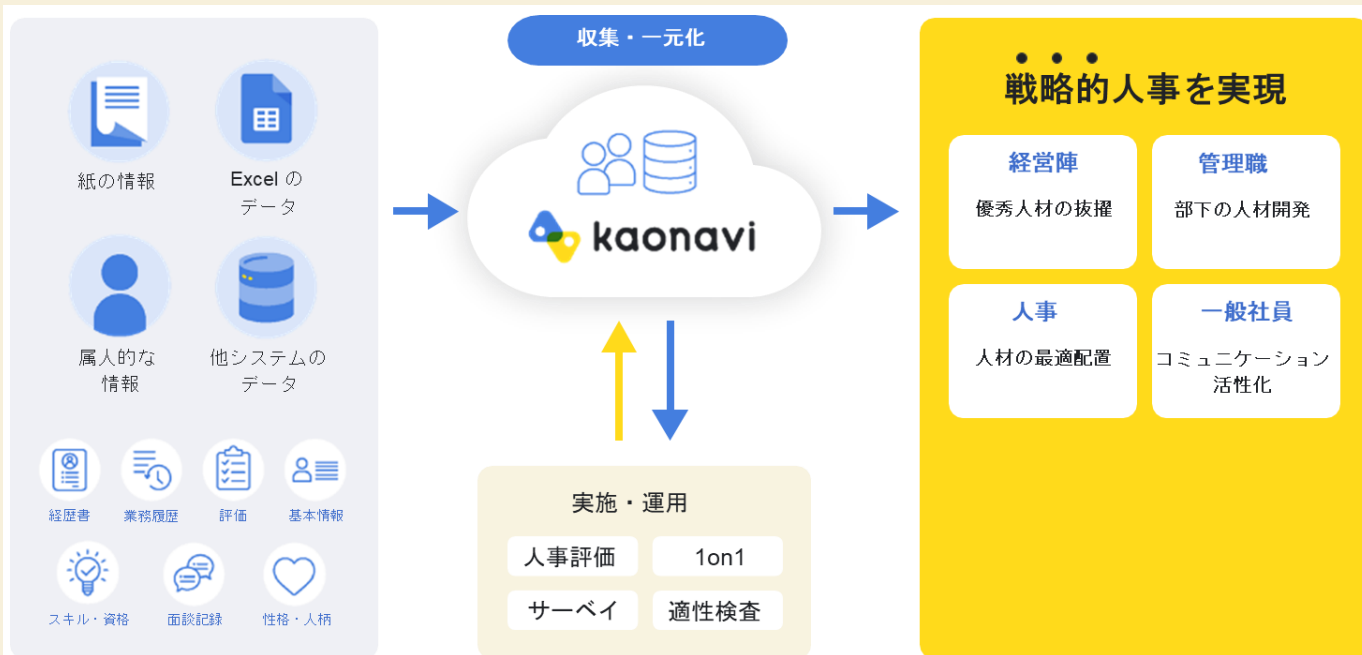 紙の情報
Excel の
データ
属人的な
情報
他システムの
データ
経歴書
業務履歴
評価
基本情報
スキル・資格
面談記録
性格・人柄
収集・一元化
kaonavi
実施・運用
人事評価
1on1
サーベイ
適性検査
戦略的人事を実現
経営陣
優秀人材の抜擢
管理職
部下の人材開発
人事
人材の最適配置
一般社員
コミュニケーション
活性化